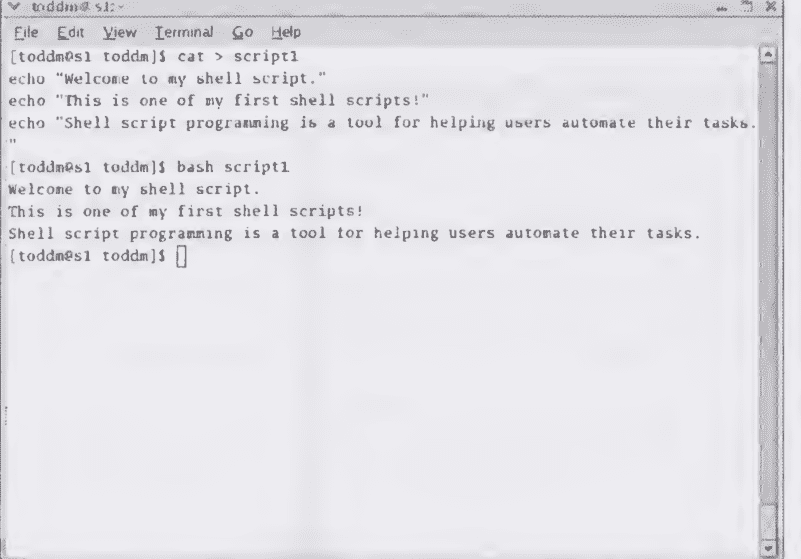 toddm@s1:~
File Edit View Terminal Go Help
[toddm@s1 toddm]$ cat > script1
echo "Welcome to my shell script."
echo "This is one of my first shell scripts!"
echo "Shell script programming is a tool for helping users automate their tasks.
"
[toddm@s1 toddm]$ bash script1
Welcome to my shell script.
This is one of my first shell scripts!
Shell script programming is a tool for helping users automate their tasks.
[toddm@s1 toddm]$